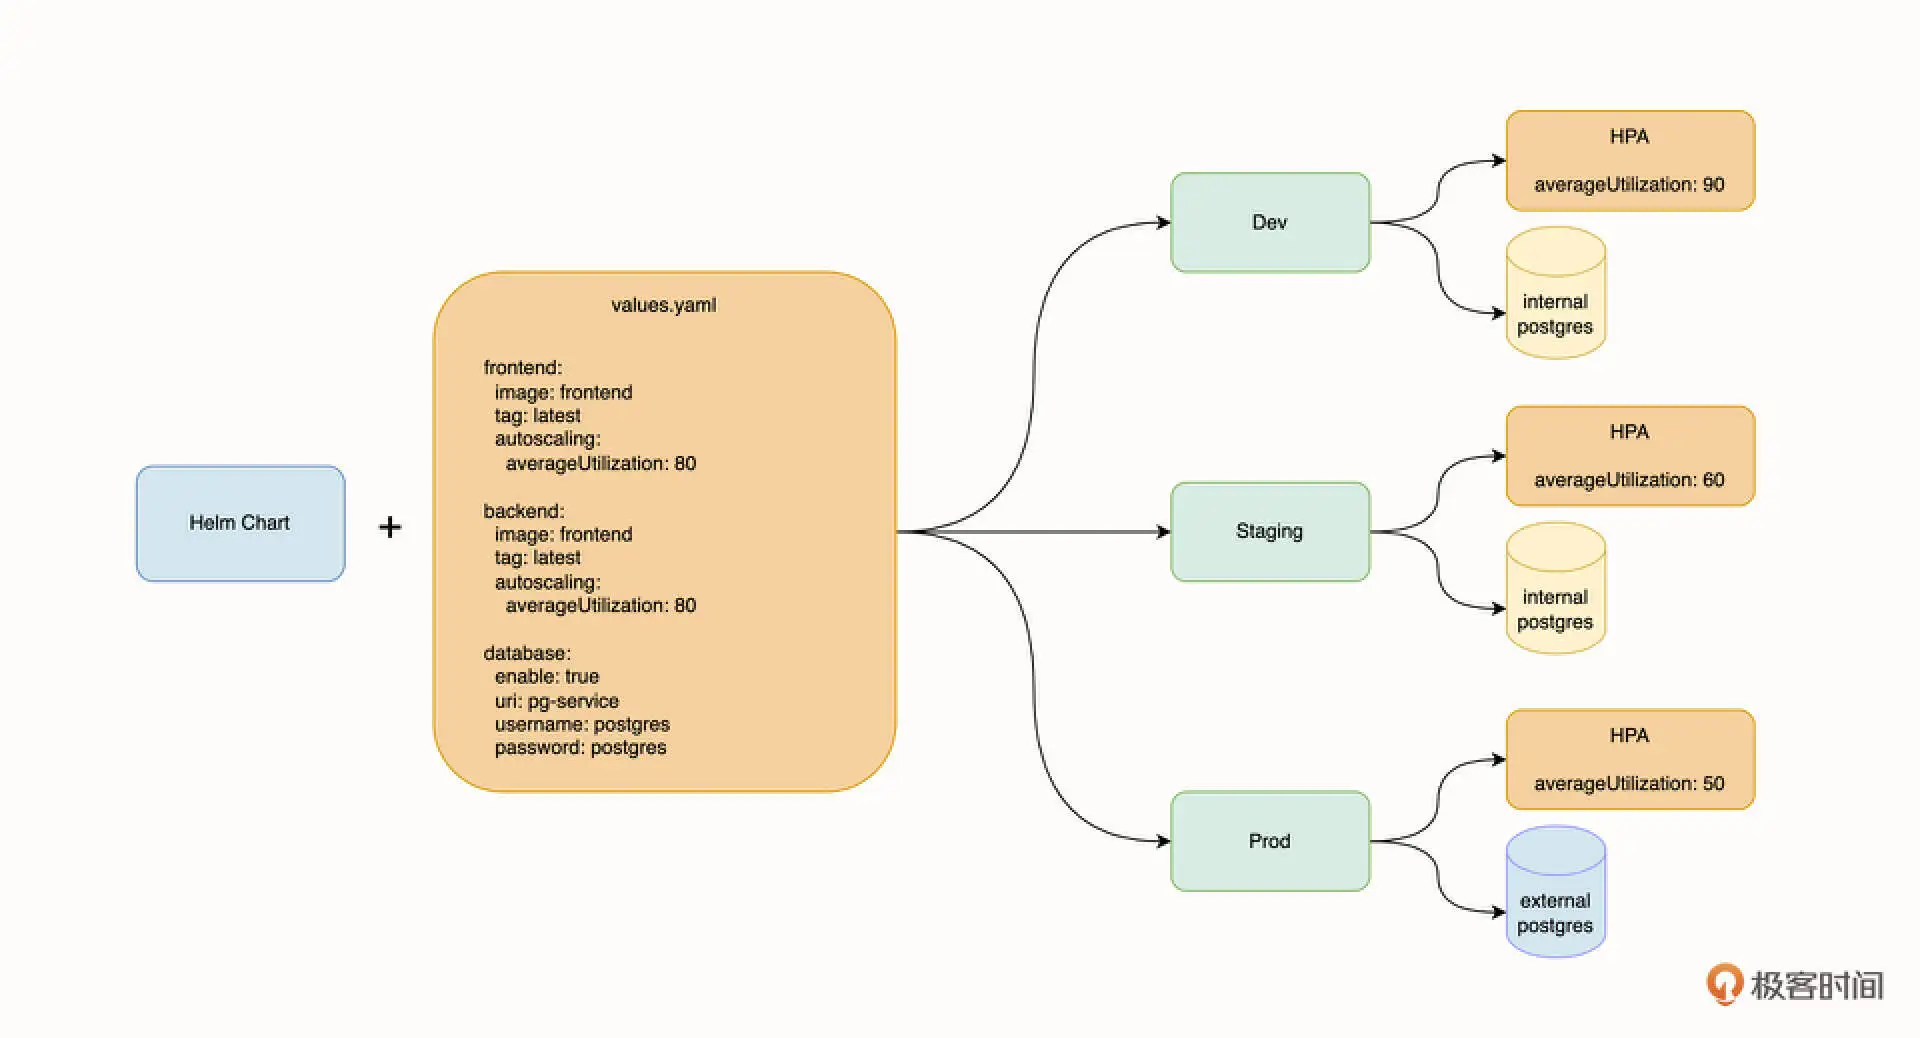 Helm Chart
+
values.yaml
frontend:
image: frontend
tag: latest
autoscaling:
averageUtilization: 80
backend:
image: frontend
tag: latest
autoscaling:
averageUtilization: 80
database:
enable: true
uri: pg-service
username: postgres
password: postgres
Dev
HPA
averageUtilization: 90
internal
postgres
Staging
HPA
averageUtilization: 60
internal
postgres
Prod
HPA
averageUtilization: 50
external
postgres
极客时间